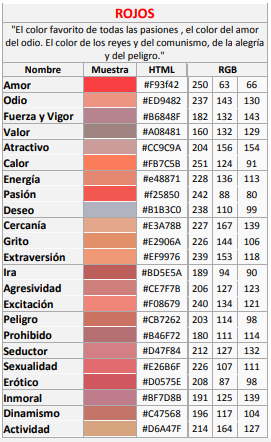 ROJOS
"El color favorito de todas las pasiones , el color del amor
del odio. El color de los reyes y del comunismo, de la alegría
y del peligro."
Nombre Muestra HTML RGB
Amor #F93f42 250 63 66
Odio #ED9482 237 143 130
Fuerza y Vigor #B6848F 182 132 143
Valor #A08481 160 132 129
Atractivo #CC9C9A 204 156 154
Calor #FB7C5B 251 124 91
Energía #e48871 228 136 113
Pasión #f25850 242 88 80
Deseo #B1B3C0 238 110 99
Cercanía #E3A78B 227 167 139
Grito #E2906A 226 144 106
Extraversión #EF9976 239 153 118
Ira #BD5E5A 189 94 90
Agresividad #CE7F7B 206 127 123
Excitación #F08679 240 134 121
Peligro #CB7262 203 114 98
Prohibido #B46F72 180 111 114
Seductor #D47F84 212 127 132
Sexualidad #E26B6F 226 107 111
Erótico #D0575E 208 87 98
Inmoral #BF7D8B 191 125 139
Dinamismo #C47568 196 117 104
Actividad #D6A47F 214 164 127